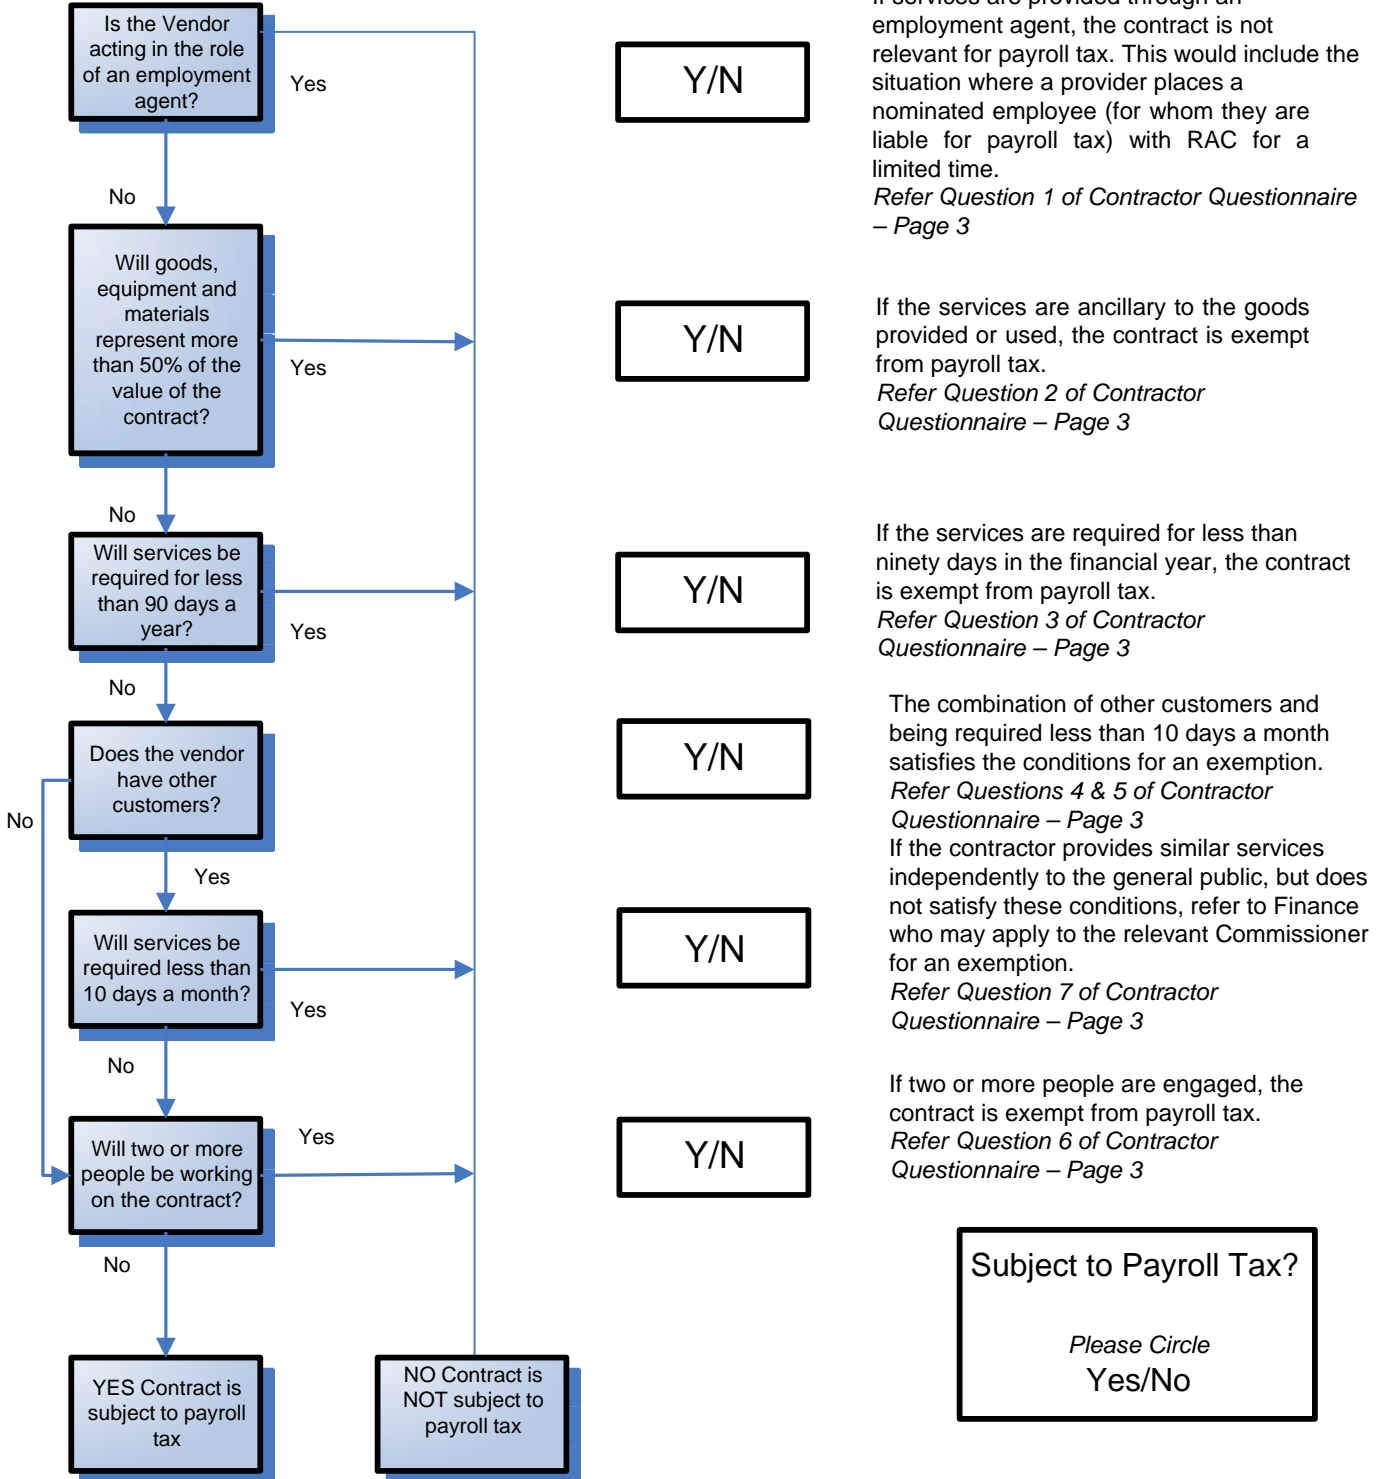 Is the Vendor
acting in the role
of an employment
agent?
Yes
No
Y/N
If services are provided through an
employment agent, the contract is not
relevant for payroll tax. This would include the
situation where a provider places a
nominated employee (for whom they are
liable for payroll tax) with RAC for a
limited time.
Refer Question 1 of Contractor Questionnaire
– Page 3
Will goods,
equipment and
materials
represent more
than 50% of the
value of the
contract?
Yes
No
Y/N
If the services are ancillary to the goods
provided or used, the contract is exempt
from payroll tax.
Refer Question 2 of Contractor
Questionnaire – Page 3
Will services be
required for less
than 90 days a
year?
Yes
No
Y/N
If the services are required for less than
ninety days in the financial year, the contract
is exempt from payroll tax.
Refer Question 3 of Contractor
Questionnaire – Page 3
Does the vendor
have other
customers?
No
Yes
Y/N
The combination of other customers and
being required less than 10 days a month
satisfies the conditions for an exemption.
Refer Questions 4 & 5 of Contractor
Questionnaire – Page 3
If the contractor provides similar services
independently to the general public, but does
not satisfy these conditions, refer to Finance
who may apply to the relevant Commissioner
for an exemption.
Refer Question 7 of Contractor
Questionnaire – Page 3
Will services be
required less than
10 days a month?
Yes
No
Y/N
Will two or more
people be working
on the contract?
Yes
No
Y/N
If two or more people are engaged, the
contract is exempt from payroll tax.
Refer Question 6 of Contractor
Questionnaire – Page 3
YES Contract is
subject to payroll
tax
NO Contract is
NOT subject to
payroll tax
Subject to Payroll Tax?
Please Circle
Yes/No